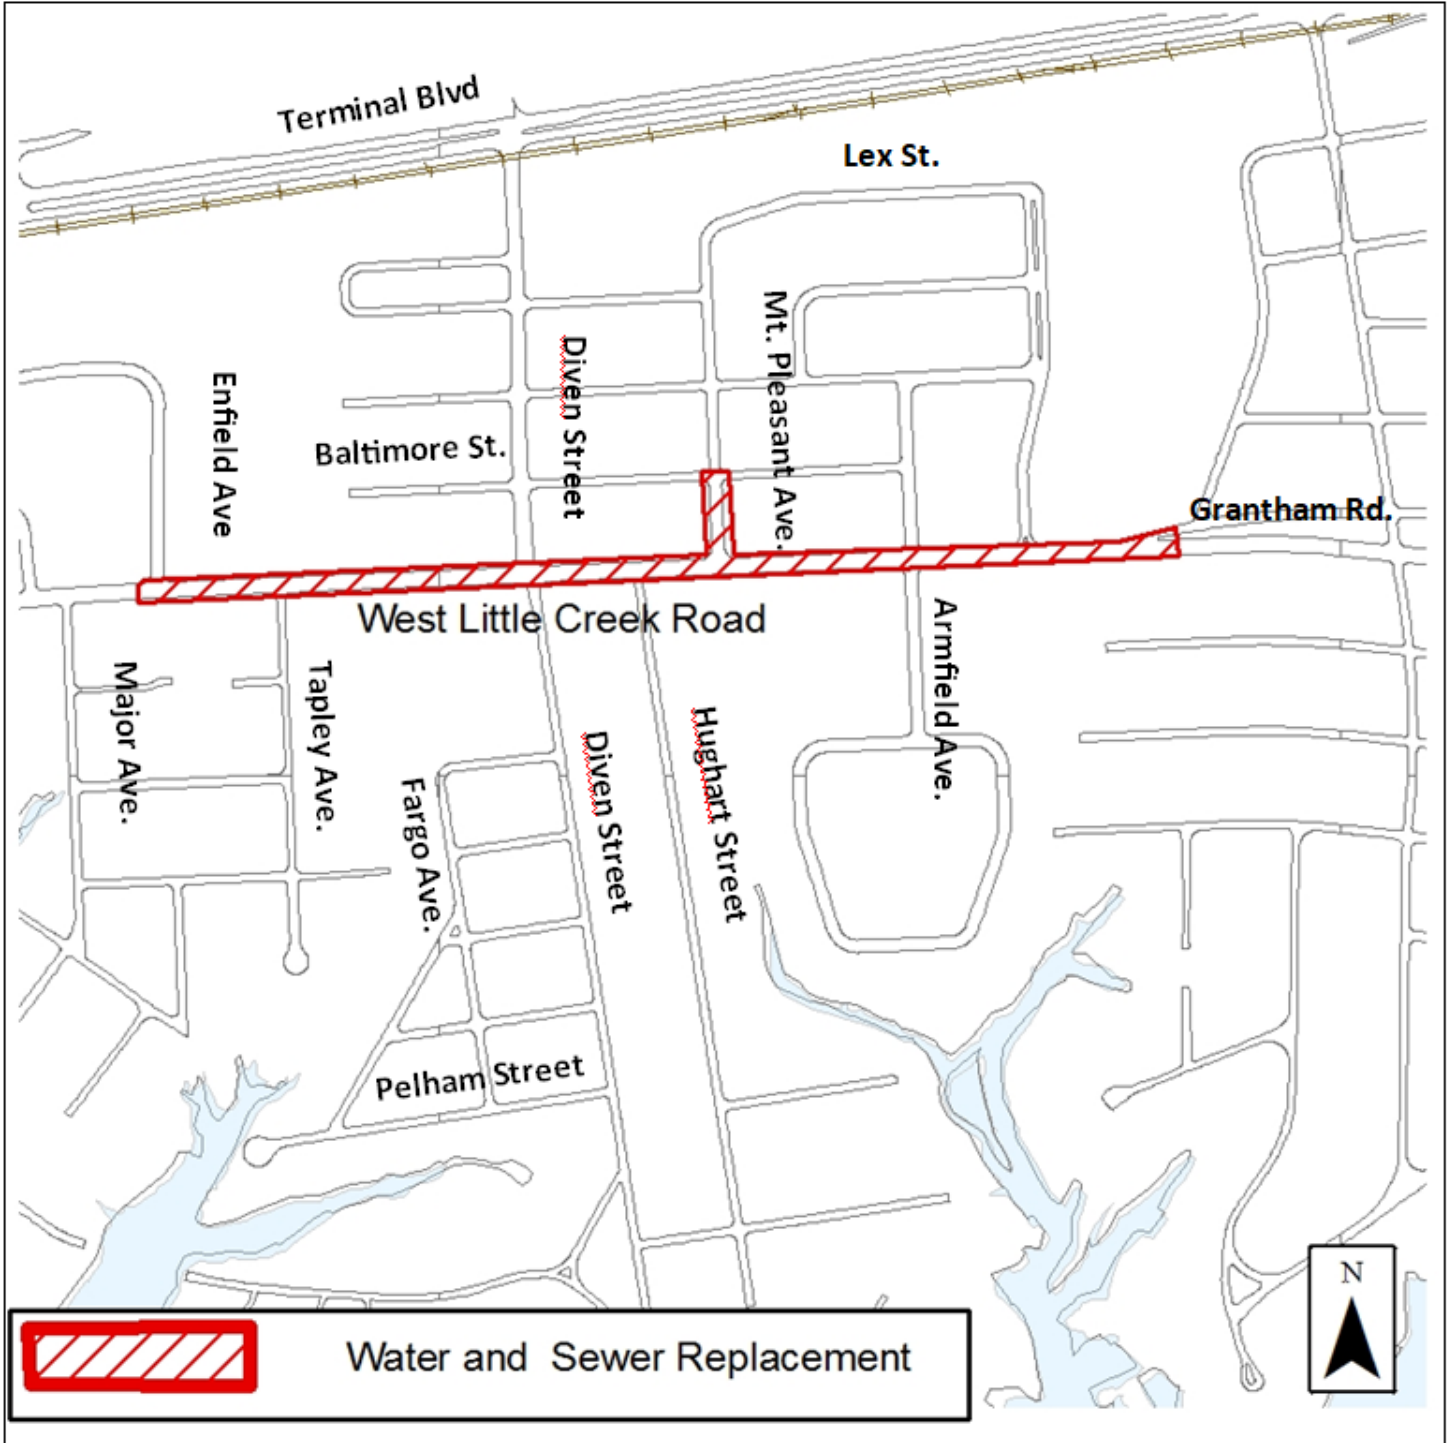 Terminal Blvd
Lex St.
Enfield Ave
Diven Street
Mt. Pleasant Ave.
Baltimore St.
Grantham Rd.
West Little Creek Road
Major Ave.
Tapley Ave.
Fargo Ave.
Diven Street
Hughart Street
Armfield Ave.
Pelham Street
N
Water and Sewer Replacement